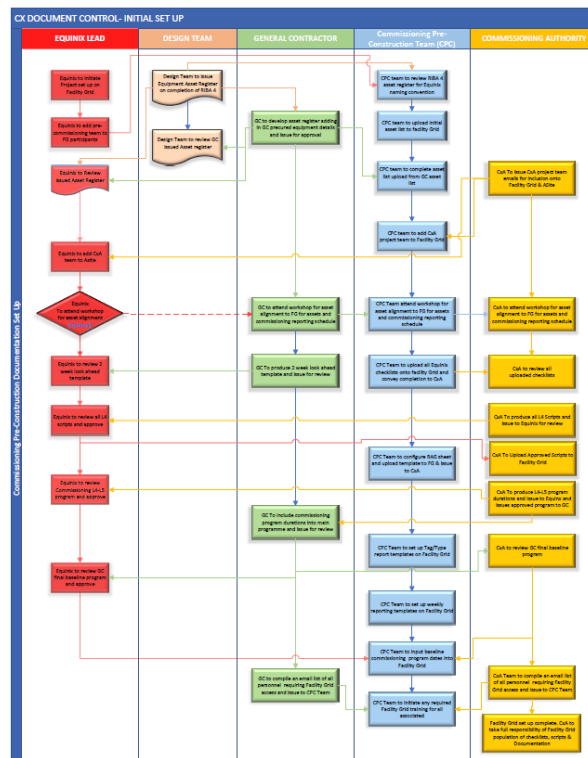 CX DOCUMENT CONTROL- INITIAL SET UP
EQUINIX LEAD
DESIGN TEAM
GENERAL CONTRACTOR
Commissioning Pre-
Construction Team (CPC)
COMMISSIONING AUTHORITY
Commissioning Pre-Construction Documentation Set Up
Equinix to Initiate
Project set up on
Facility Grid
Design Team to Issue
Equipment Asset Register
on completion of RIBA 4
CPC team to review RIBA 4
asset register for Equinix
naming convention
Equinix to add pre-
commissioning team to
FG participants
GC to develop asset register adding
in GC procured equipment details
and issue for approval
CPC team to upload initial
asset list to Facility Grid
Design Team to review GC
issued Asset register
Equinix to Review
issued Asset Register
CPC team to complete asset
list upload from GC asset
list
CxA To issue CxA project team
emails for inclusion onto
Facility Grid & ASite
CPC team to add CxA
project team to Facility Grid
Equinix to add CxA
team to Asite
Equinix
To attend workshop for
asset alignment
GC to attend workshop for asset
alignment to FG for assets and
commissioning reporting schedule
CPC Team attend workshop for
asset alignment to FG for assets
and commissioning reporting
schedule
CxA to attend workshop for asset
alignment to FG for assets and
commissioning reporting schedule
Equinix to review 2
week look ahead
template
GC To produce 2 week look ahead
template and issue for review
CPC Team to upload all Equinix
checklists onto facility Grid and
convey completion to CxA
CxA to review all
uploaded checklists
Equinix to review all L4
scripts and approve
CxA To produce all L4 Scripts
and issue to Equinix for review
CPC Team to configure RAG sheet
and upload template to FG & issue
to CxA
CxA To Upload Approved Scripts to
Facility Grid
Equinix to review
Commissioning L4-L5
program and approve
CxA To produce L4-L5 program
durations and issue to Equinix and
issues approved program to GC
GC To include commissioning
program durations into main
programme and issue for review
CPC Team to set up Tag/Type
report templates on Facility Grid
CxA to review GC final baseline
program
Equinix to review GC
final baseline program
and approve
CPC Team to set up weekly
reporting templates on Facility Grid
CPC Team to input baseline
commissioning program dates into
Facility Grid
GC to compile an email list of all
personnel requiring Facility Grid
access and issue to CPC Team
CxA Team to compile an email list
of all personnel requiring Facility
Grid access and issue to CPC Team
CPC Team to initiate any required
Facility Grid training for all
associated
Facility Grid set up complete. CxA to
take full responsibility of Facility Grid
population of checklists, scripts &
Documentation